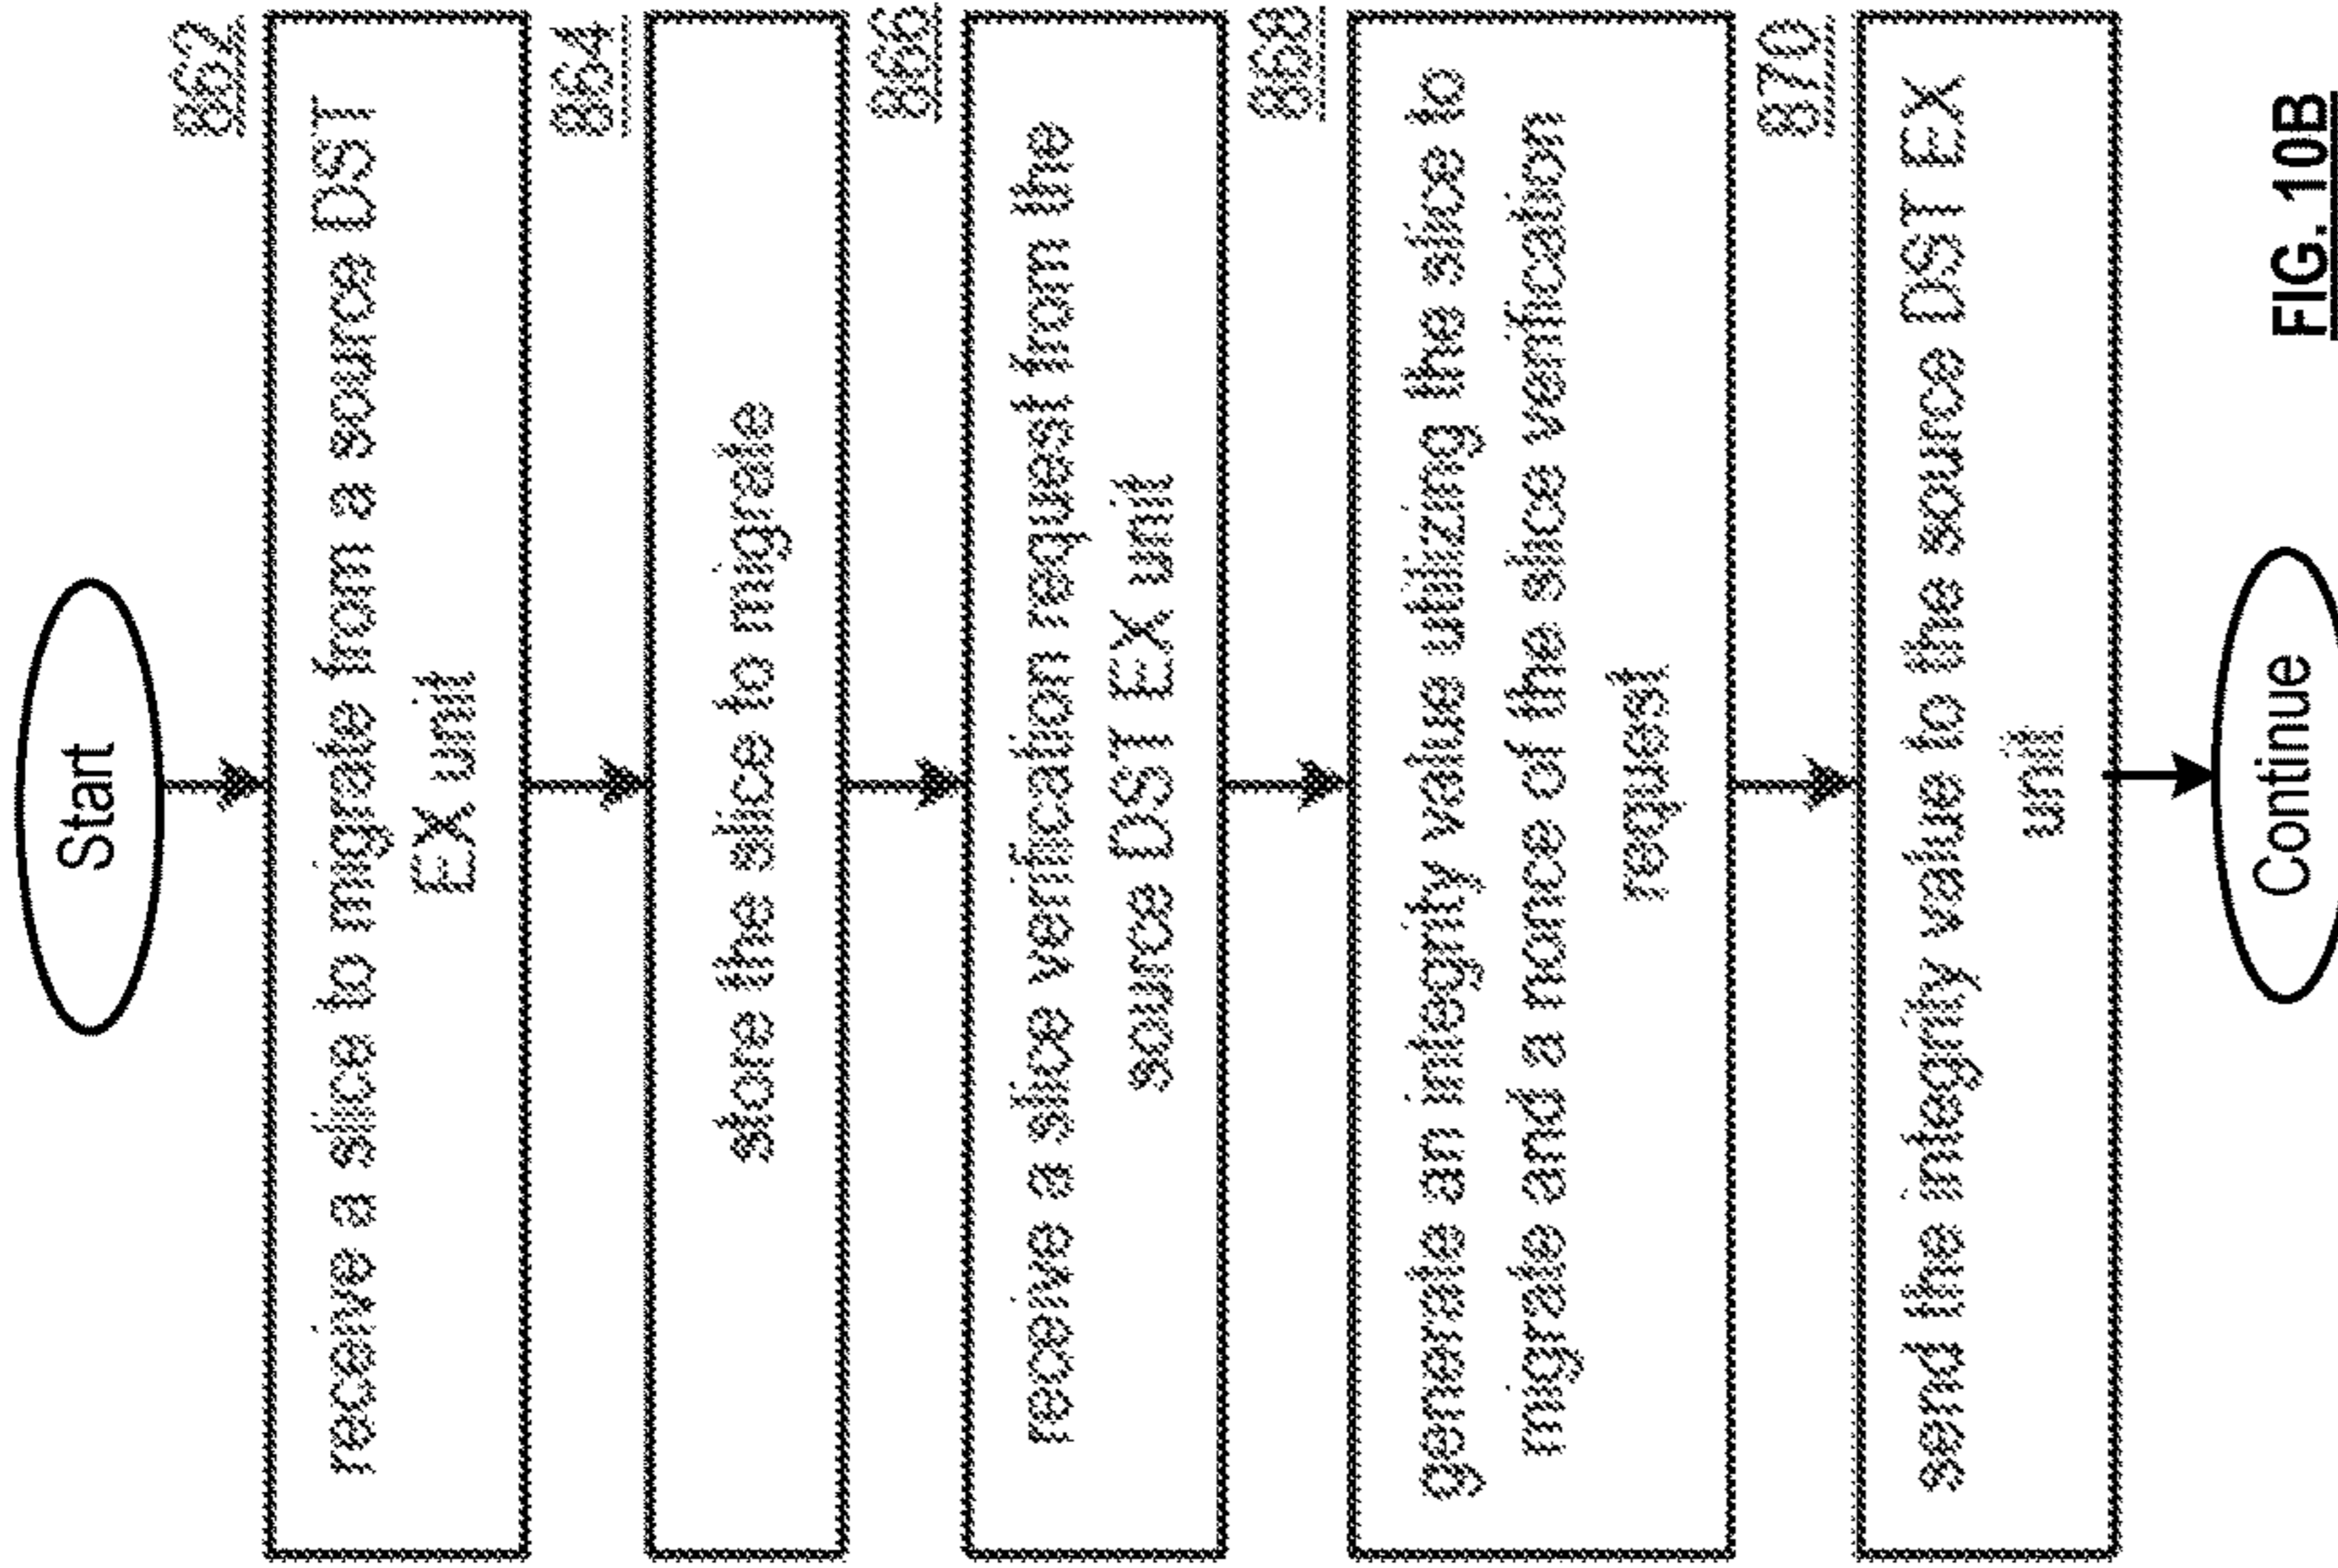 Start
862
receive a slice to migrate from a source DST
EX unit
864
store the slice to migrate
866
receive a slice verification request from the
source DST EX unit
868
generate an integrity value utilizing the slice to
migrate and a nonce of the slice verification
request
870
send the integrity value to the source DST EX
unit
Continue
FIG. 10B